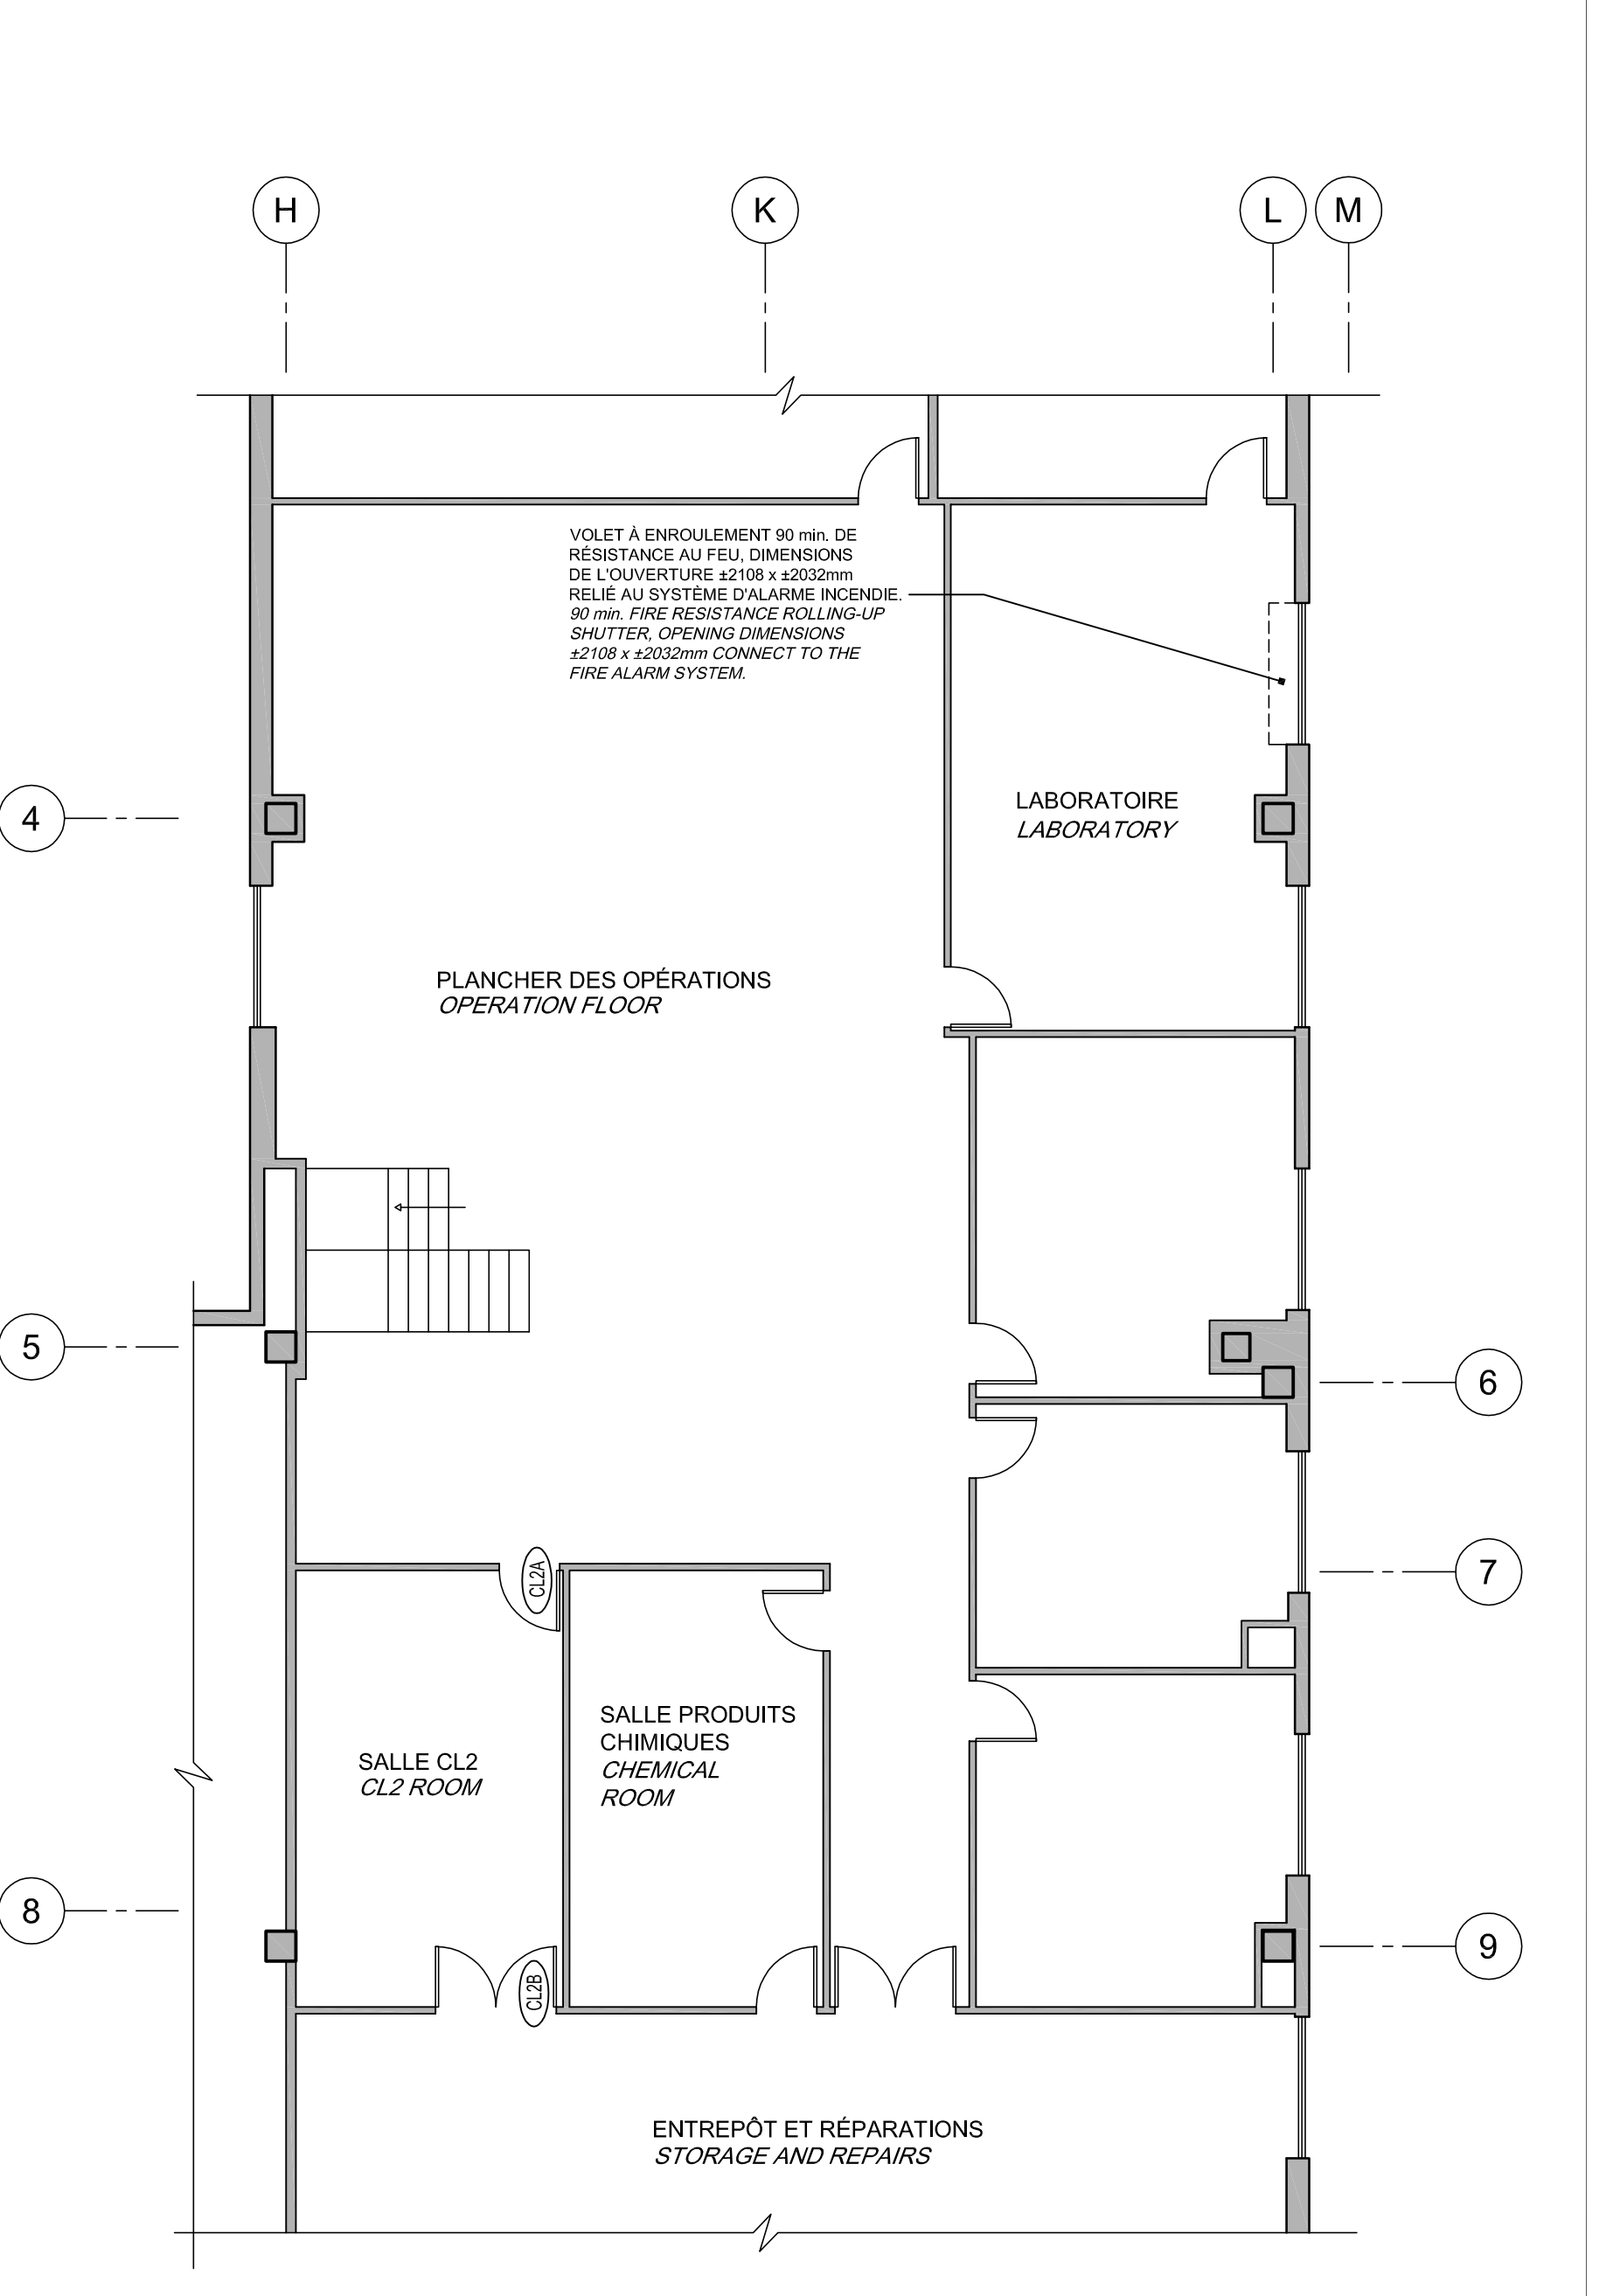 H
K
L
M
VOLET À ENROULEMENT 90 min. DE
RÉSISTANCE AU FEU, DIMENSIONS
DE L'OUVERTURE ±2108 x ±2032mm
RELIÉ AU SYSTÈME D'ALARME INCENDIE.
90 min. FIRE RESISTANCE ROLLING-UP
SHUTTER, OPENING DIMENSIONS
±2108 x ±2032mm CONNECT TO THE
FIRE ALARM SYSTEM.
LABORATOIRE
LABORATORY
4
PLANCHER DES OPÉRATIONS
OPERATION FLOOR
5
6
7
CL2A
SALLE PRODUITS
CHIMIQUES
CHEMICAL
ROOM
SALLE CL2
CL2 ROOM
8
9
CL2B
ENTREPÔT ET RÉPARATIONS
STORAGE AND REPAIRS